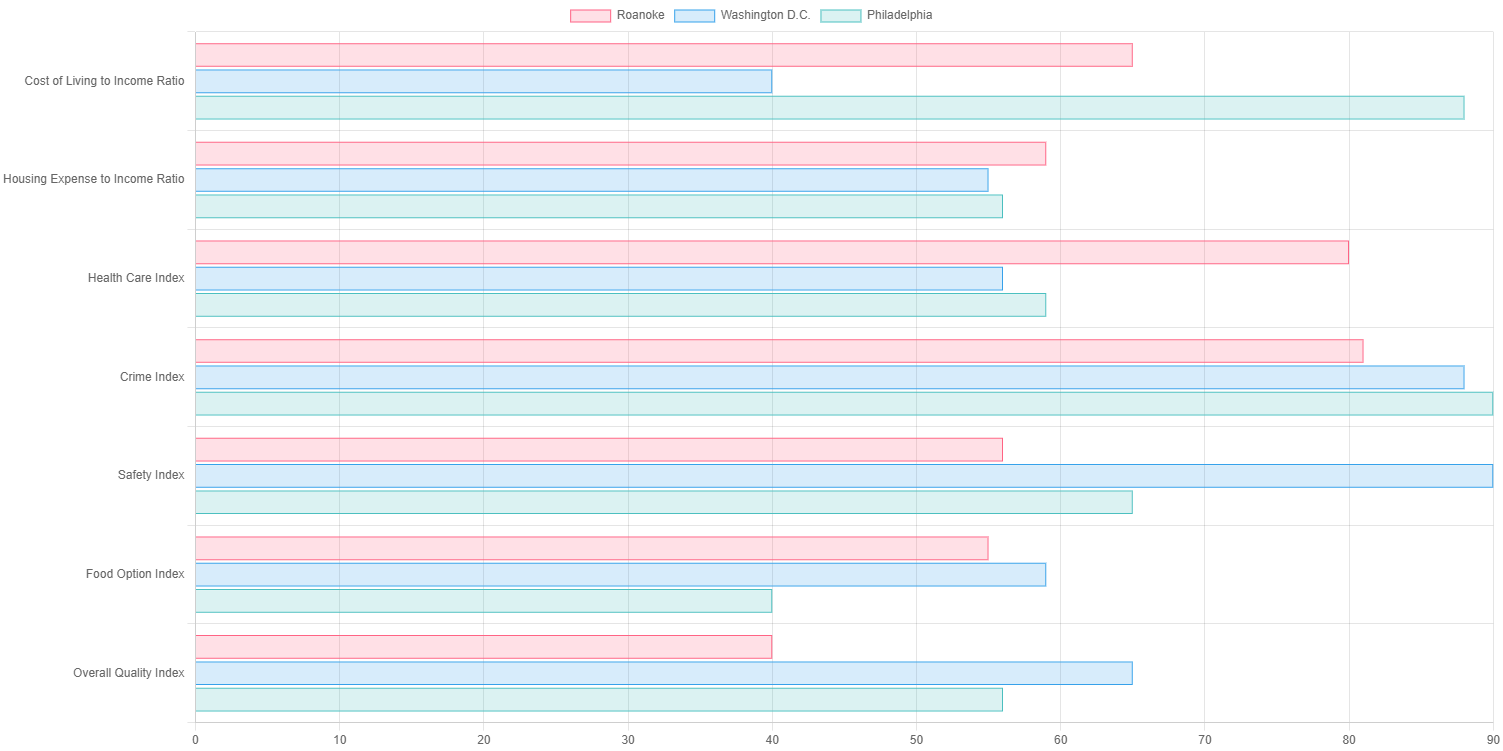 Roanoke Washington D.C. Philadelphia
Cost of Living to Income Ratio
Housing Expense to Income Ratio
Health Care Index
Crime Index
Safety Index
Food Option Index
Overall Quality Index
0 10 20 30 40 50 60 70 80 90